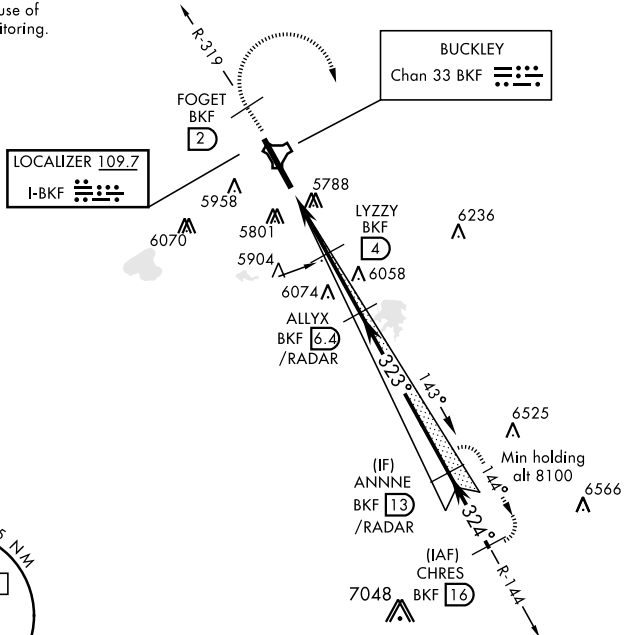 use of
itoring.
R-319
BUCKLEY
Chan 33 BKF
FOGET
BKF
2
LOCALIZER 109.7
I-BKF
5958
5788
6070
5801
LYZZY
BKF
4
6236
5904
6058
6074
ALLYX
BKF 6.4
/RADAR
323°
143°
6525
Min holding
alt 8100
(IF)
ANNNE
BKF 13
/RADAR
144°
6566
324°
(IAF)
CHRES
BKF 16
R-144
7048
5 NM